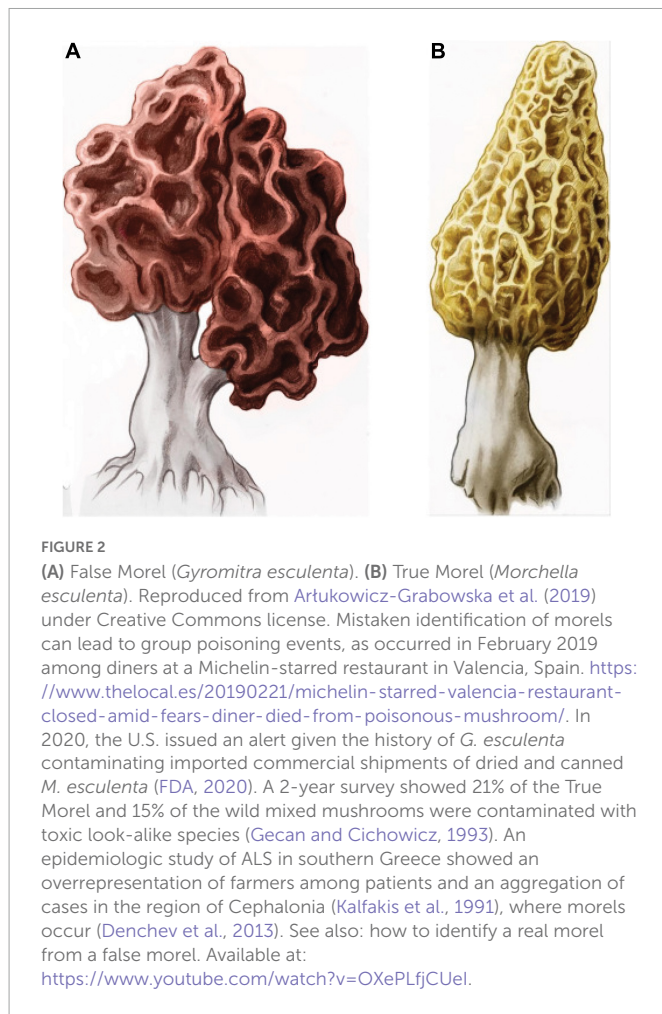 A
B
FIGURE 2
(A) False Morel (Gyromitra esculenta). (B) True Morel (Morchella
esculenta). Reproduced from Arłukowicz-Grabowska et al. (2019)
under Creative Commons license. Mistaken identification of morels
can lead to group poisoning events, as occurred in February 2019
among diners at a Michelin-starred restaurant in Valencia, Spain. https:
//www.thelocal.es/20190221/michelin-starred-valencia-restaurant-
closed-amid-fears-diner-died-from-poisonous-mushroom/. In
2020, the U.S. issued an alert given the history of G. esculenta
contaminating imported commercial shipments of dried and canned
M. esculenta (FDA, 2020). A 2-year survey showed 21% of the True
Morel and 15% of the wild mixed mushrooms were contaminated with
toxic look-alike species (Gecan and Cichowicz, 1993). An
epidemiologic study of ALS in southern Greece showed an
overrepresentation of farmers among patients and an aggregation of
cases in the region of Cephalonia (Kalfakis et al., 1991), where morels
occur (Denchev et al., 2013). See also: how to identify a real morel
from a false morel. Available at:
https://www.youtube.com/watch?v=OXePLfjCUeI.